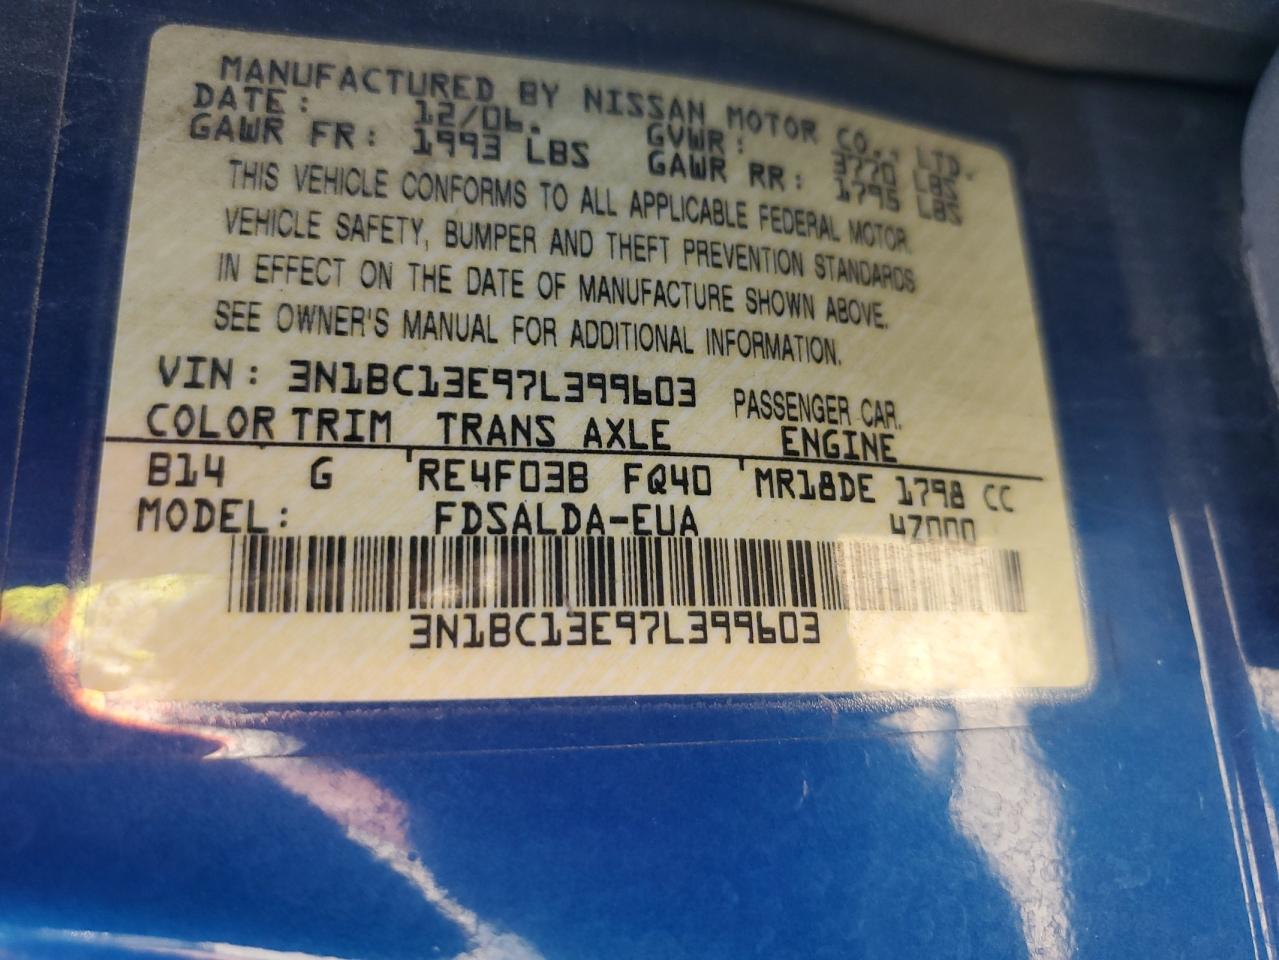 MANUFACTURED BY NISSAN MOTOR CO., LTD.
DATE: 12/06. GVWR: 3770 LBS
GAWR FR: 1993 LBS GAWR RR: 1795 LBS
THIS VEHICLE CONFORMS TO ALL APPLICABLE FEDERAL MOTOR
VEHICLE SAFETY, BUMPER AND THEFT PREVENTION STANDARDS
IN EFFECT ON THE DATE OF MANUFACTURE SHOWN ABOVE.
SEE OWNER'S MANUAL FOR ADDITIONAL INFORMATION.
VIN: 3N1BC13E97L399603 PASSENGER CAR.
COLOR TRIM TRANS AXLE ENGINE
B14 G RE4F03B FQ40 MR18DE 1798 CC
MODEL: FDSALDA-EUA 47000
3N1BC13E97L399603